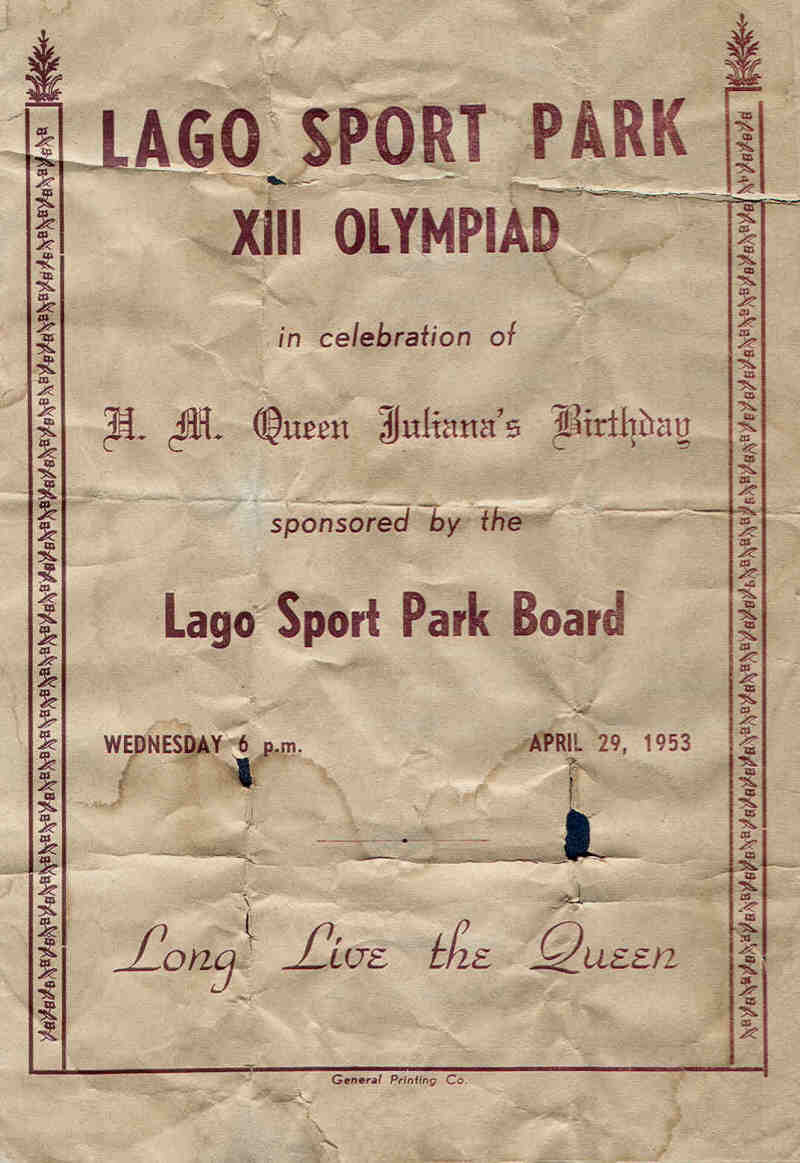 LAGO SPORT PARK
XIII OLYMPIAD
in celebration of
H. M. Queen Juliana's Birthday
sponsored by the
Lago Sport Park Board
WEDNESDAY 6 p.m. APRIL 29, 1953
Long Live the Queen
General Printing Co.